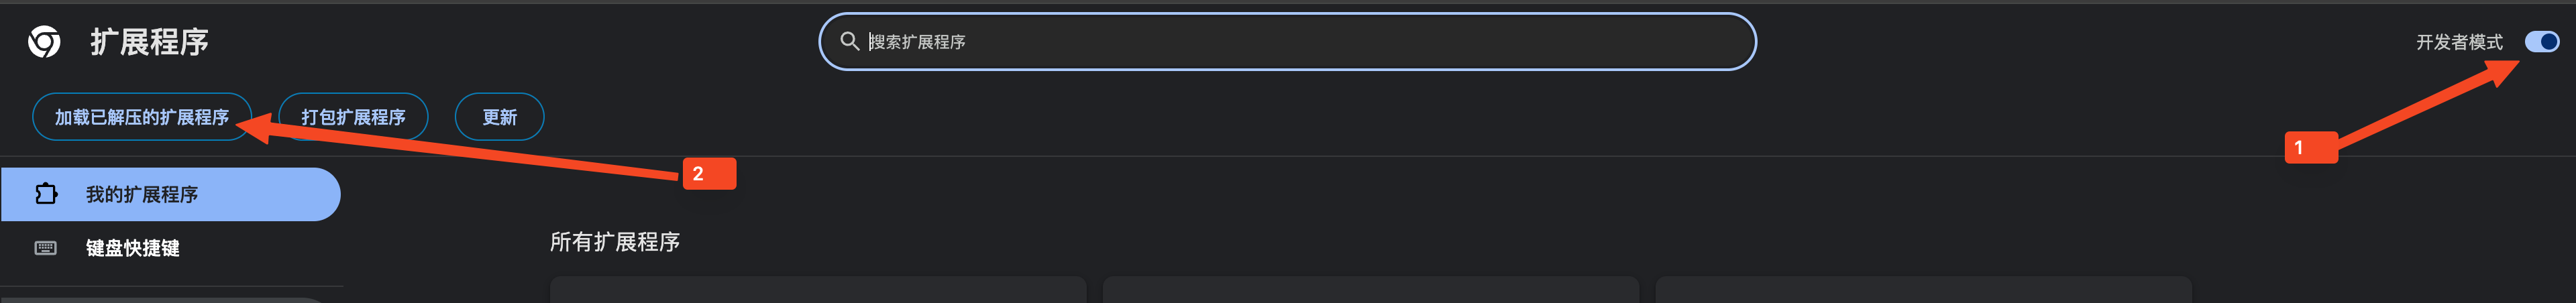 扩展程序
搜索扩展程序
开发者模式
加载已解压的扩展程序
打包扩展程序
更新
1
2
我的扩展程序
键盘快捷键
所有扩展程序